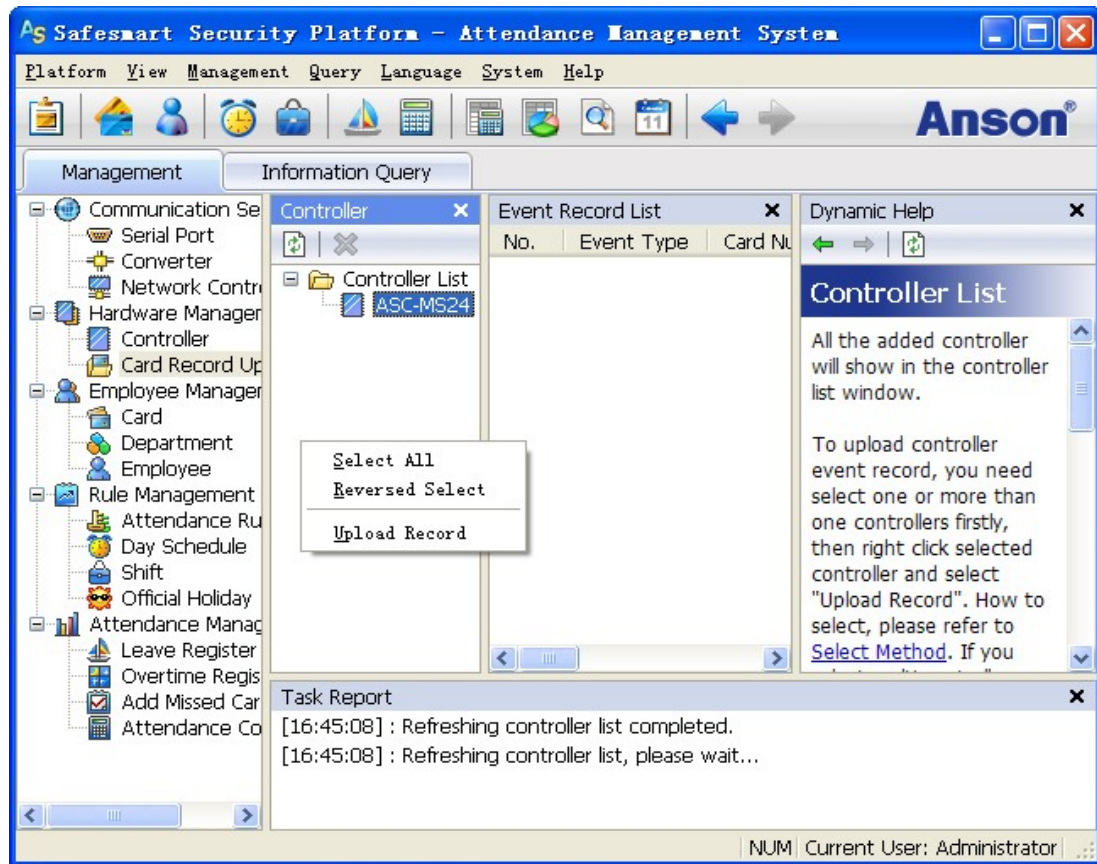 AS Safesmart Security Platform - Attendance Management System
Platform View Management Query Language System Help
11
Anson®
Management Information Query
Communication Se
Serial Port
Converter
Network Contr
Hardware Manager
Controller
Card Record Up
Employee Manager
Card
Department
Employee
Rule Management
Attendance Ru
Day Schedule
Shift
Official Holiday
Attendance Manag
Leave Register
Overtime Regis
Add Missed Car
Attendance Co
Controller
Controller List
ASC-MS24
Select All
Reversed Select
Upload Record
Event Record List
No. Event Type Card Nu
Dynamic Help
Controller List
All the added controller
will show in the controller
list window.
To upload controller
event record, you need
select one or more than
one controllers firstly,
then right click selected
controller and select
"Upload Record". How to
select, please refer to
Select Method. If you
Task Report
[16:45:08] : Refreshing controller list completed.
[16:45:08] : Refreshing controller list, please wait...
NUM Current User: Administrator